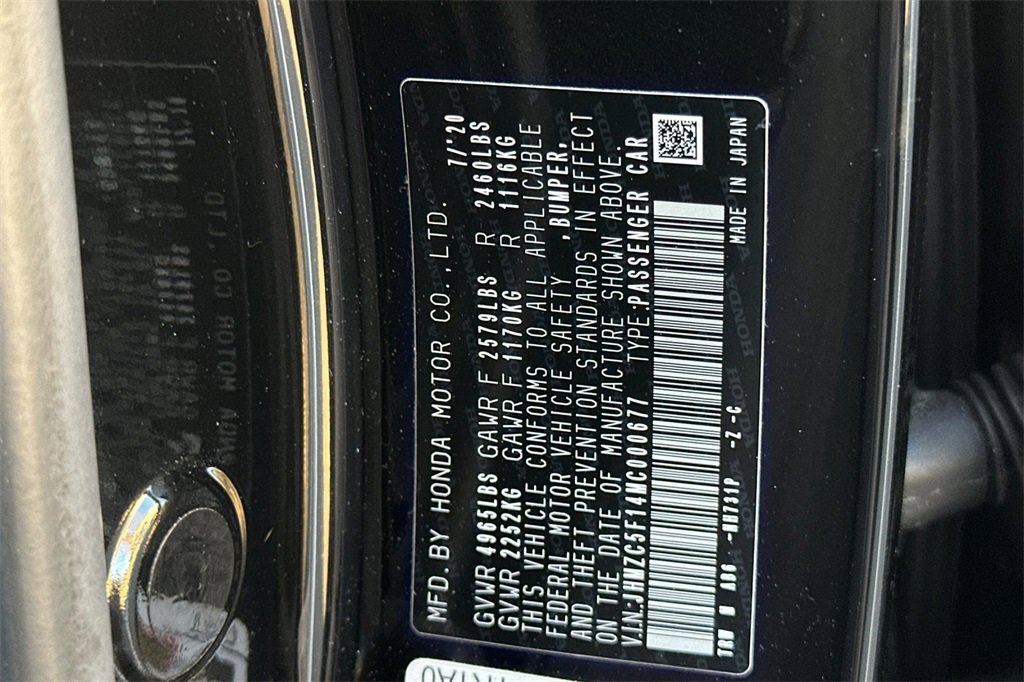 MFD.BY HONDA MOTOR CO.,LTD. 7/'20
GVWR 4965LBS GAWR F 2579LBS R 2460LBS
GVWR 2252KG GAWR F 1170KG R 1116KG
THIS VEHICLE CONFORMS TO ALL APPLICABLE
FEDERAL MOTOR VEHICLE SAFETY ,BUMPER,
AND THEFT PREVENTION STANDARDS IN EFFECT
ON THE DATE OF MANUFACTURE SHOWN ABOVE.
V.I.N:JHMZC5F14MC000677 TYPE:PASSENGER CAR
-NH731P -Z -C MADE IN JAPAN